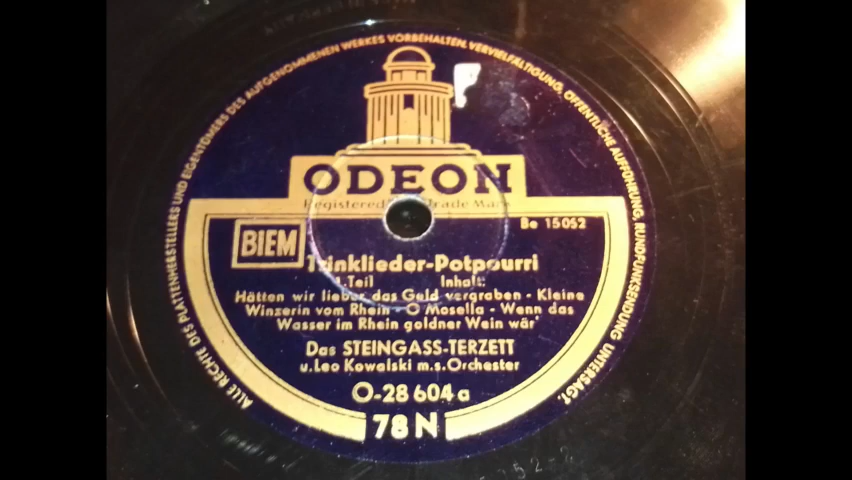 ALLE RECHTE DES PLATTENHERSTELLERS UND EIGENTÜMERS DES AUFGENOMMENEN WERKES VORBEHALTEN. VERVIELFÄLTIGUNG, ÖFFENTLICHE AUFFÜHRUNG, RUNDFUNKSENDUNG UNTERSAGT.
ODEON
Registered Trade Mark
Be 15052
BIEM
Trinklieder-Potpourri
1. Teil Inhalt:
Hätten wir lieber das Geld vergraben - Kleine
Winzerin vom Rhein - O Mosella - Wenn das
Wasser im Rhein goldner Wein wär'
Das STEINGASS-TERZETT
u. Leo Kowalski m. s. Orchester
O-28 604 a
78 N